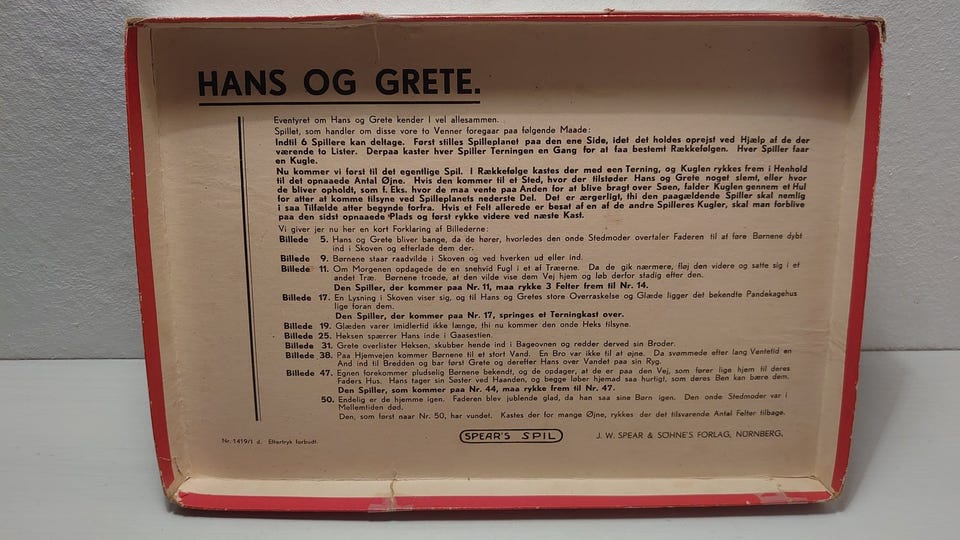 HANS OG GRETE.
Eventyret om Hans og Grete kender I vel allesammen.
Spillet, som handler om disse vore to Venner foregaar paa følgende Maade:
Indtil 6 Spillere kan deltage. Først stilles Spilleplanet paa den ene Side, idet det holdes oprejst ved Hjælp af de der
værende to Lister. Derpaa kaster hver Spiller Terningen en Gang for at faa bestemt Rækkefølgen. Hver Spiller faar
en Kugle.
Nu kommer vi først til det egentlige Spil. I Rækkefølge kastes der med een Terning, og Kuglen rykkes frem i Henhold
til det opnaaede Antal Øjne. Hvis den kommer til et Sted, hvor der tilstøder Hans og Grete noget slemt, eller hvor
de bliver opholdt, som f. Eks. hvor de maa vente paa Anden for at blive bragt over Søen, falder Kuglen gennem et Hul
for atter at komme tilsyne ved Spilleplanets nederste Del. Det er ærgerligt, thi den paagældende Spiller skal nemlig
i saa Tilfælde atter begynde forfra. Hvis et Felt allerede er besat af en af de andre Spilleres Kugler, skal man forblive
paa den sidst opnaaede Plads og først rykke videre ved næste Kast.
Vi giver jer nu her en kort Forklaring af Billederne:
Billede 5. Hans og Grete bliver bange, da de hører, hvorledes den onde Stedmoder overtaler Faderen til at føre Børnene dybt
ind i Skoven og efterlade dem der.
Billede 9. Børnene staar raadvilde i Skoven og ved hverken ud eller ind.
Billede 11. Om Morgenen opdagede de en snehvid Fugl i et af Træerne. Da de gik nærmere, fløj den videre og satte sig i et
andet Træ. Børnene troede, at den vilde vise dem Vej hjem og løb derfor stadig efter den.
Den Spiller, der kommer paa Nr. 11, maa rykke 3 Felter frem til Nr. 14.
Billede 17. En Lysning i Skoven viser sig, og til Hans og Gretes store Overraskelse og Glæde ligger det bekendte Pandekagehus
lige foran dem.
Den Spiller, der kommer paa Nr. 17, springes et Terningkast over.
Billede 19. Glæden varer imidlertid ikke længe, thi nu kommer den onde Heks tilsyne.
Billede 25. Heksen spærrer Hans inde i Gaasestien.
Billede 31. Grete overlister Heksen, skubber hende ind i Bageovnen og redder derved sin Broder.
Billede 38. Paa Hjemvejen kommer Børnene til et stort Vand. En Bro var ikke til at øjne. Da svømmede efter lang Ventetid en
And ind til Bredden og bar først Grete og derefter Hans over Vandet paa sin Ryg.
Billede 47. Egnen forekommer pludselig Børnene bekendt, og de opdager, at de er paa den Vej, som fører lige hjem til deres
Faders Hus. Hans tager sin Søster ved Haanden, og begge løber hjemad saa hurtigt, som deres Ben kan bære dem.
Den Spiller, som kommer paa Nr. 44, maa rykke frem til Nr. 47.
50. Endelig er de hjemme igen. Faderen blev jublende glad, da han saa sine Børn igen. Den onde Stedmoder var i
Mellemtiden død.
Den, som først naar Nr. 50, har vundet. Kastes der for mange Øjne, rykkes der det tilsvarende Antal Felter tilbage.
Nr. 1419/1 d. Eftertryk forbudt.
SPEAR'S SPIL
J. W. SPEAR & SÖHNE'S FORLAG, NÜRNBERG.